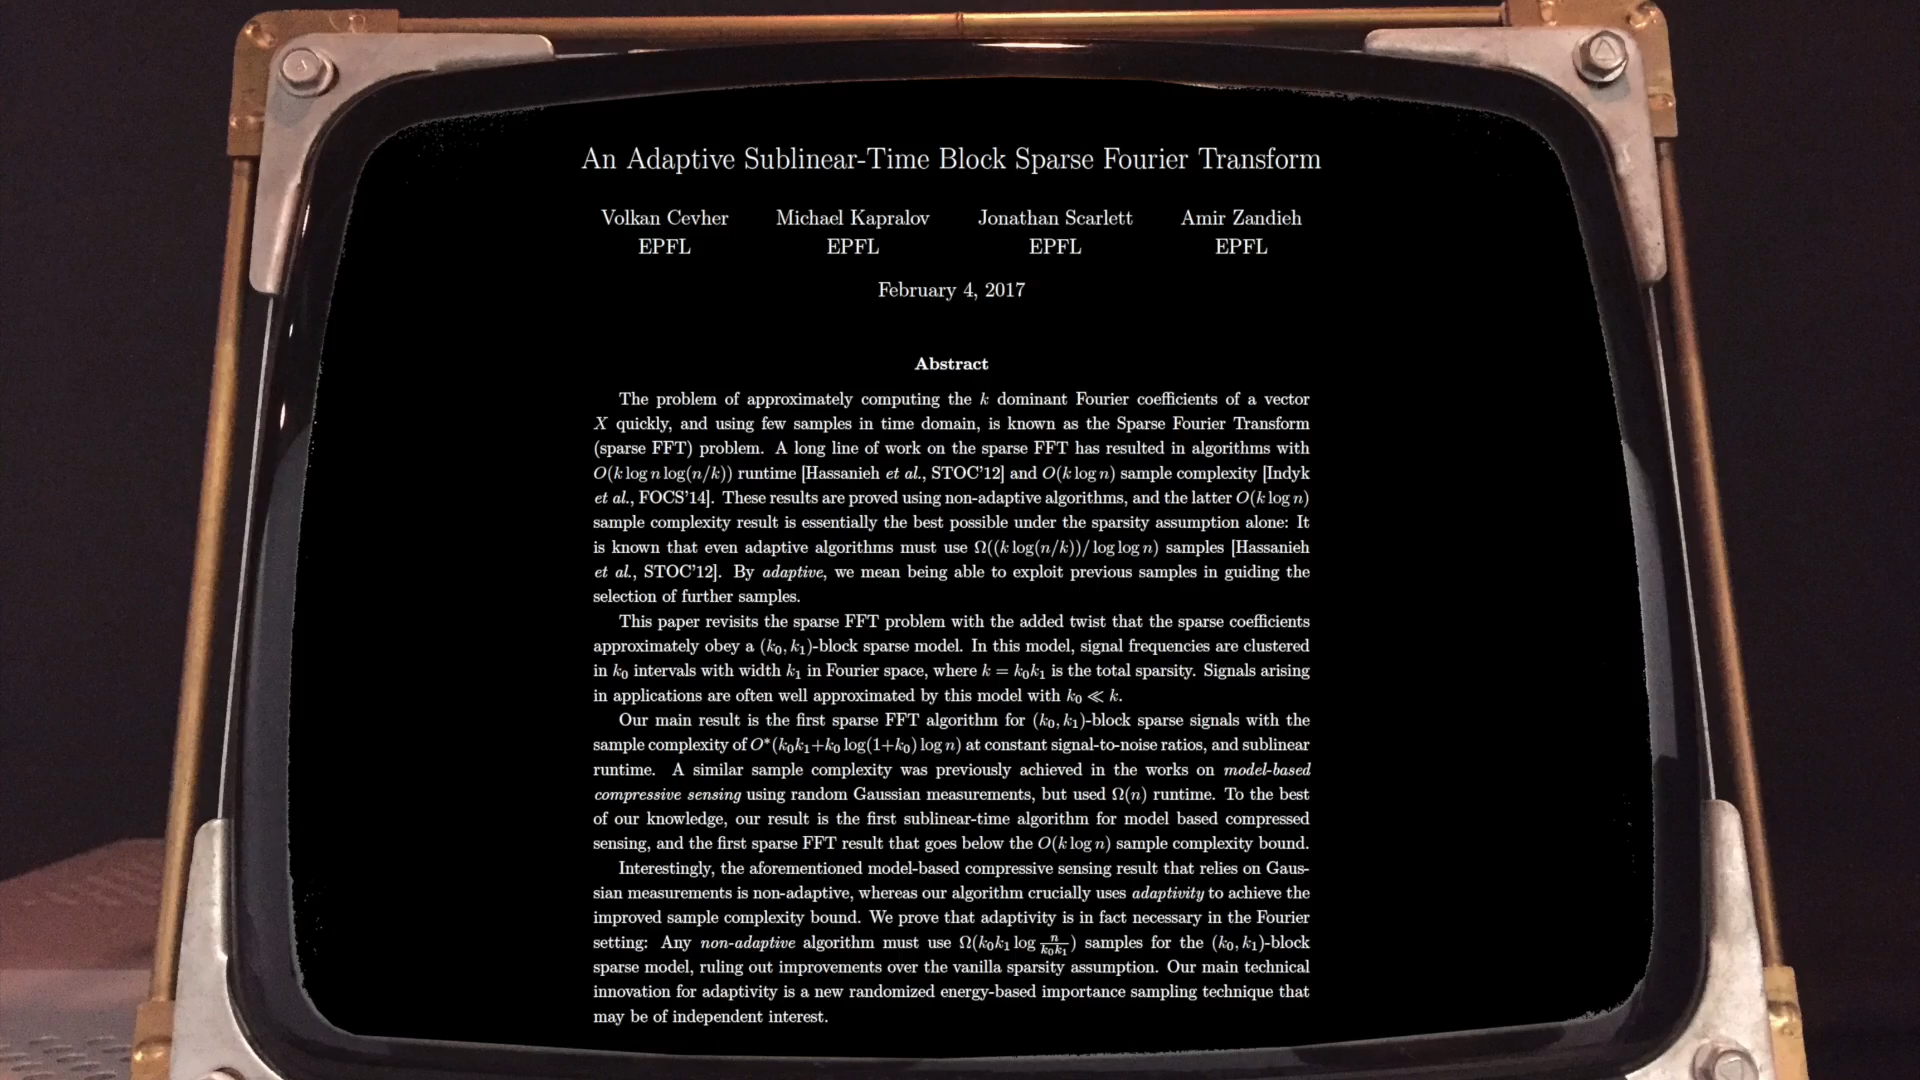 An Adaptive Sublinear-Time Block Sparse Fourier Transform
Volkan Cevher Michael Kapralov Jonathan Scarlett Amir Zandieh
EPFL EPFL EPFL EPFL
February 4, 2017
Abstract
The problem of approximately computing the k dominant Fourier coefficients of a vector
X quickly, and using few samples in time domain, is known as the Sparse Fourier Transform
(sparse FFT) problem. A long line of work on the sparse FFT has resulted in algorithms with
O(k log n log(n/k)) runtime [Hassanieh et al., STOC'12] and O(k log n) sample complexity [Indyk
et al., FOCS'14]. These results are proved using non-adaptive algorithms, and the latter O(k log n)
sample complexity result is essentially the best possible under the sparsity assumption alone: It
is known that even adaptive algorithms must use Ω((k log(n/k))/ log log n) samples [Hassanieh
et al., STOC'12]. By adaptive, we mean being able to exploit previous samples in guiding the
selection of further samples.
This paper revisits the sparse FFT problem with the added twist that the sparse coefficients
approximately obey a (k₀, k₁)-block sparse model. In this model, signal frequencies are clustered
in k₀ intervals with width k₁ in Fourier space, where k = k₀k₁ is the total sparsity. Signals arising
in applications are often well approximated by this model with k₀ ≪ k.
Our main result is the first sparse FFT algorithm for (k₀, k₁)-block sparse signals with the
sample complexity of O*(k₀k₁+k₀ log(1+k₀) log n) at constant signal-to-noise ratios, and sublinear
runtime. A similar sample complexity was previously achieved in the works on model-based
compressive sensing using random Gaussian measurements, but used Ω(n) runtime. To the best
of our knowledge, our result is the first sublinear-time algorithm for model based compressed
sensing, and the first sparse FFT result that goes below the O(k log n) sample complexity bound.
Interestingly, the aforementioned model-based compressive sensing result that relies on Gaus-
sian measurements is non-adaptive, whereas our algorithm crucially uses adaptivity to achieve the
improved sample complexity bound. We prove that adaptivity is in fact necessary in the Fourier
setting: Any non-adaptive algorithm must use Ω(k₀k₁ log n/(k₀k₁)) samples for the (k₀, k₁)-block
sparse model, ruling out improvements over the vanilla sparsity assumption. Our main technical
innovation for adaptivity is a new randomized energy-based importance sampling technique that
may be of independent interest.